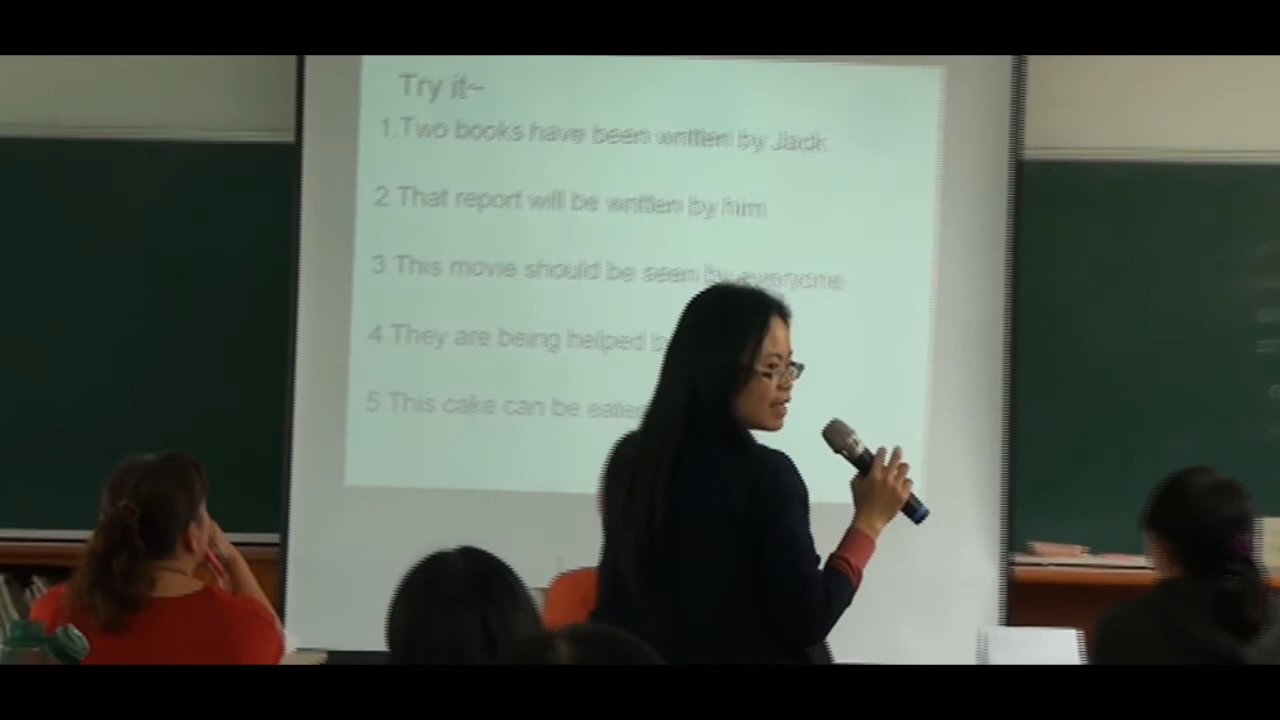 Try it~
1.Two books have been written by Jack
2.That report will be written by him
3 This movie should be seen by everyone
4 They are being helped
5 This cake can be